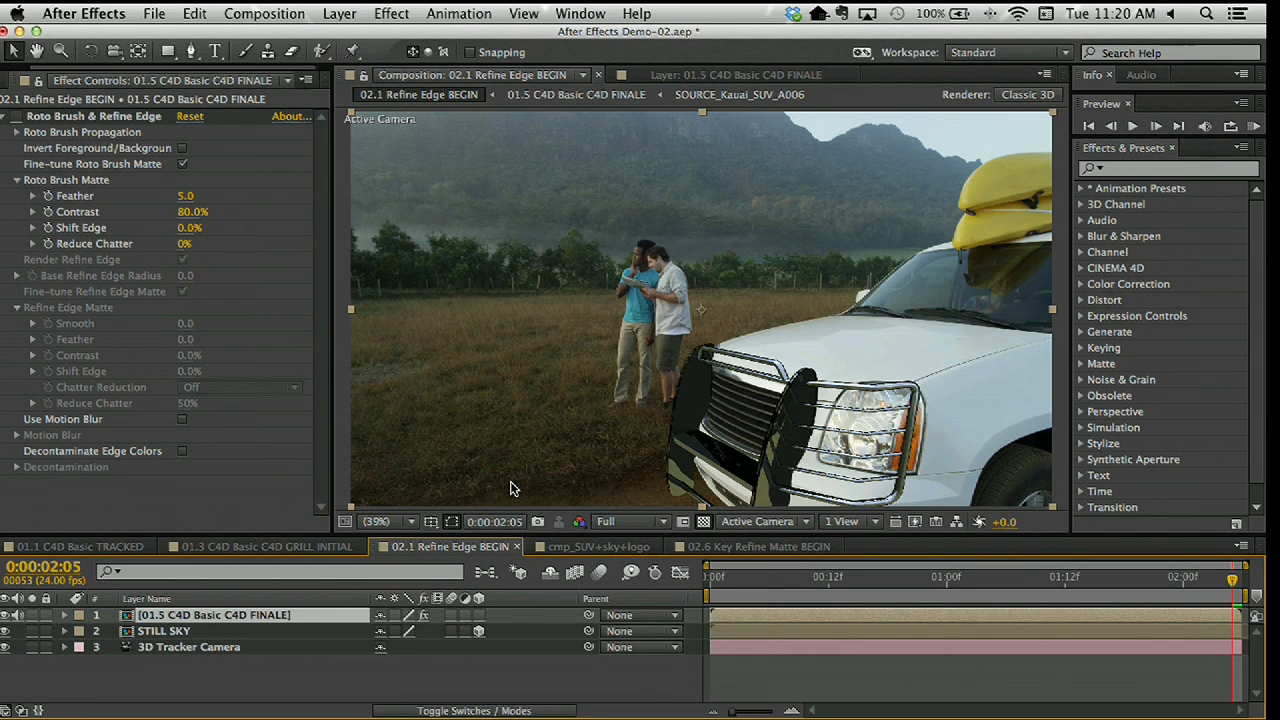 After Effects File Edit Composition Layer Effect Animation View Window Help 100% Tue 11:20 AM
After Effects Demo-02.aep *
Snapping Workspace: Standard Search Help
Effect Controls: 01.5 C4D Basic C4D FINALE Composition: 02.1 Refine Edge BEGIN × Layer: 01.5 C4D Basic C4D FINALE Info Audio
02.1 Refine Edge BEGIN • 01.5 C4D Basic C4D FINALE 02.1 Refine Edge BEGIN 01.5 C4D Basic C4D FINALE SOURCE_Kauai_SUV_A006 Renderer: Classic 3D
Preview ×
Roto Brush & Refine Edge Reset About...
Active Camera
Roto Brush Propagation
Invert Foreground/Backgroun
Effects & Presets ×
Fine-tune Roto Brush Matte
Roto Brush Matte
* Animation Presets
Feather 5.0
3D Channel
Contrast 80.0%
Audio
Shift Edge 0.0%
Blur & Sharpen
Reduce Chatter 0%
Channel
Render Refine Edge
CINEMA 4D
Base Refine Edge Radius 0.0
Color Correction
Fine-tune Refine Edge Matte
Distort
Refine Edge Matte
Expression Controls
Smooth 0.0
Generate
Feather 0.0
Keying
Contrast 0.0%
Matte
Shift Edge 0.0%
Noise & Grain
Chatter Reduction Off
Obsolete
Reduce Chatter 50%
Perspective
Use Motion Blur
Simulation
Motion Blur
Stylize
Decontaminate Edge Colors
Synthetic Aperture
Decontamination
Text
Time
Transition
(39%) 0:00:02:05 Full Active Camera 1 View +0.0
01.1 C4D Basic TRACKED 01.3 C4D Basic C4D GRILL INITIAL 02.1 Refine Edge BEGIN × cmp_SUV+sky+logo 02.6 Key Refine Matte BEGIN
0:00:02:05
00053 (24.00 fps)
:00f 00:12f 01:00f 01:12f 02:00f
# Layer Name Parent
1 [01.5 C4D Basic C4D FINALE] None
2 STILL SKY None
3 3D Tracker Camera None
Toggle Switches / Modes